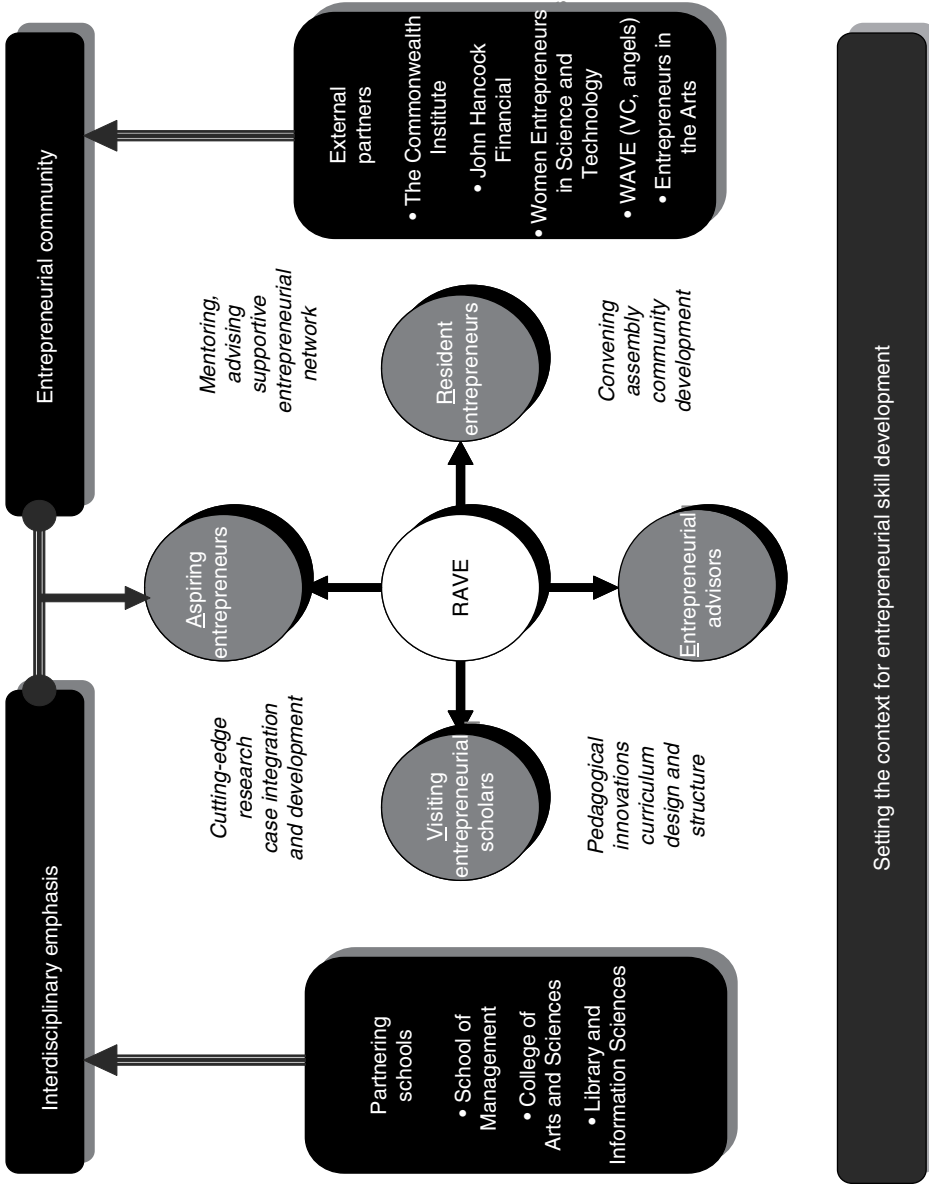 Interdisciplinary emphasis
Entrepreneurial community
Partnering
schools
• School of
Management
• College of
Arts and Sciences
• Library and
Information Sciences
Cutting-edge
research
case integration
and development
Aspiring
entrepreneurs
Mentoring,
advising
supportive
entrepreneurial
network
Visiting
entrepreneurial
scholars
RAVE
Resident
entrepreneurs
Pedagogical
innovations
curriculum
design and
structure
Entrepreneurial
advisors
Convening
assembly
community
development
External
partners
• The Commonwealth
Institute
• John Hancock
Financial
• Women Entrepreneurs
in Science and
Technology
• WAVE (VC, angels)
• Entrepreneurs in
the Arts
Setting the context for entrepreneurial skill development